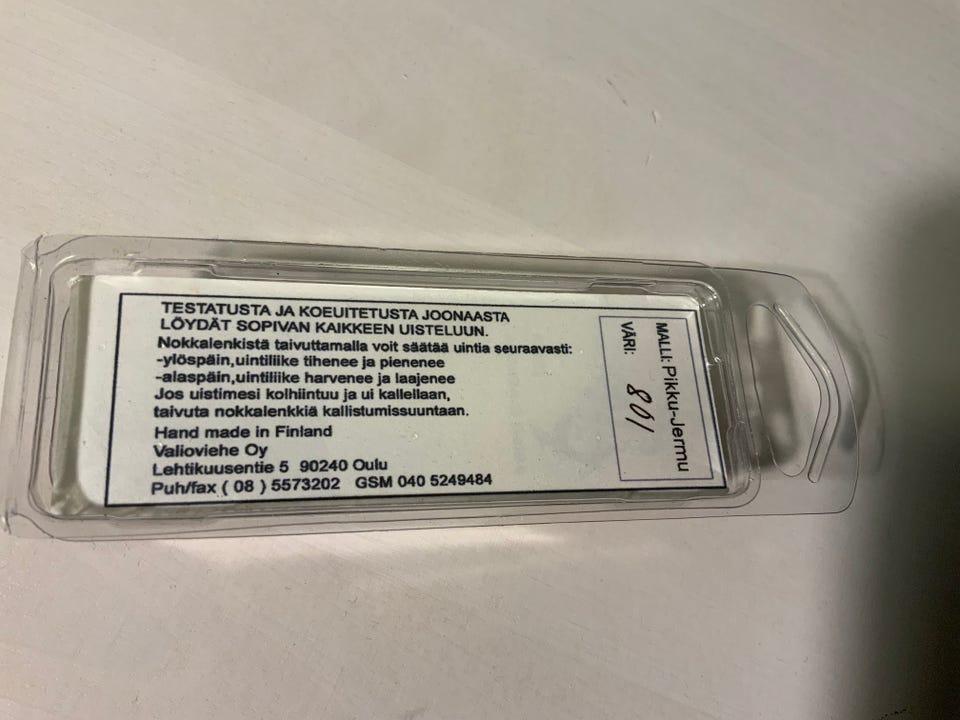 TESTATUSTA JA KOEUITETUSTA JOONAASTA
LÖYDÄT SOPIVAN KAIKKEEN UISTELUUN.
Nokkalenkistä taivuttamalla voit säätää uintia seuraavasti:
-ylöspäin,uintiliike tihenee ja pienenee
-alaspäin,uintiliike harvenee ja laajenee
Jos uistimesi kolhiintuu ja ui kallellaan,
taivuta nokkalenkkiä kallistumissuuntaan.
Hand made in Finland
Valioviehe Oy
Lehtikuusentie 5 90240 Oulu
Puh/fax ( 08 ) 5573202 GSM 040 5249484
MALLI: Pikku-Jermu
VÄRI: 801